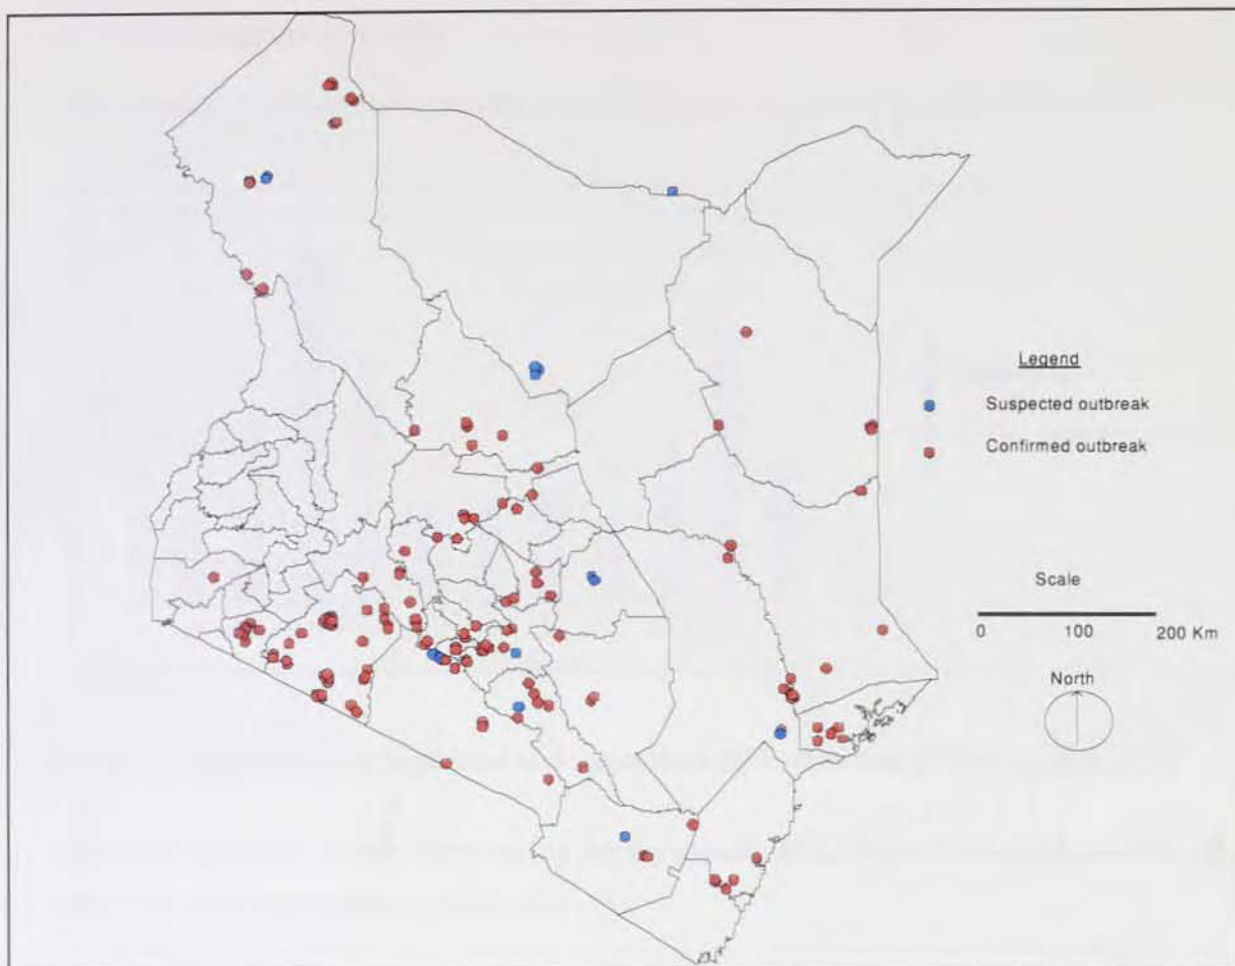 Legend
Suspected outbreak
Confirmed outbreak
Scale
0 100 200 Km
North